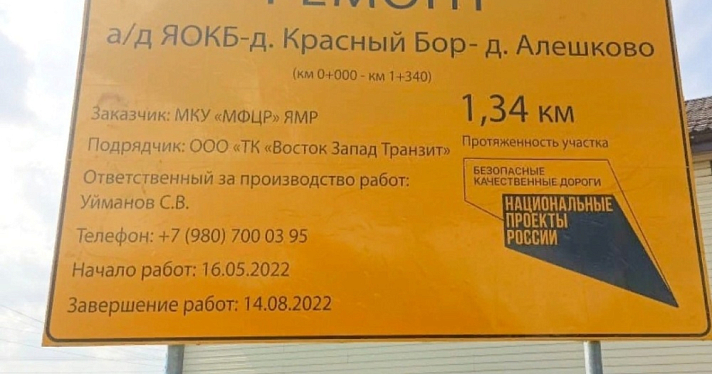 РЕМОНТ
а/д ЯОКБ-д. Красный Бор- д. Алешково
(км 0+000 - км 1+340)
Заказчик: МКУ «МФЦР» ЯМР
1,34 км
Подрядчик: ООО «ТК «Восток Запад Транзит»
Протяженность участка
Ответственный за производство работ:
Уйманов С.В.
Телефон: +7 (980) 700 03 95
Начало работ: 16.05.2022
Завершение работ: 14.08.2022
БЕЗОПАСНЫЕ
КАЧЕСТВЕННЫЕ ДОРОГИ
НАЦИОНАЛЬНЫЕ
ПРОЕКТЫ
РОССИИ